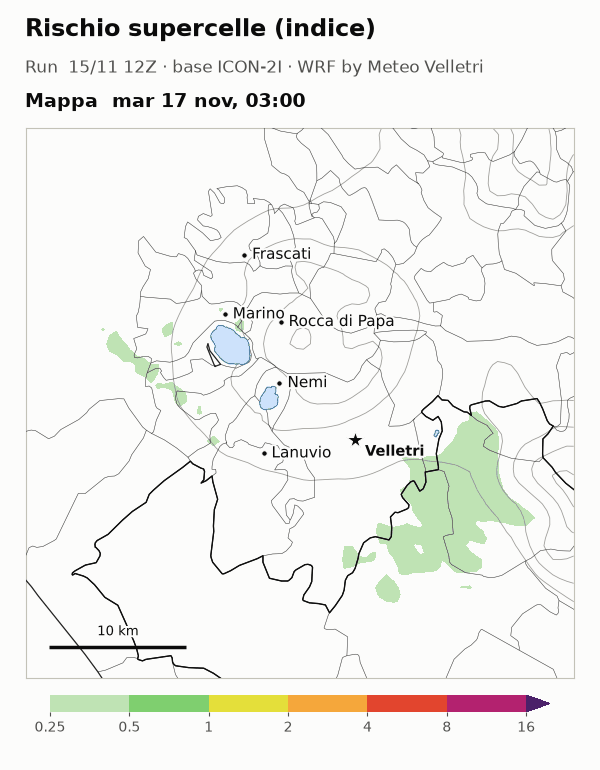 Rischio supercelle (indice)
Run  15/11 12Z · base ICON-2I · WRF by Meteo Velletri
Mappa  mar 17 nov, 03:00
Frascati
Marino
Rocca di Papa
Nemi
Velletri
Lanuvio
10 km
0.25 0.5 1 2 4 8 16